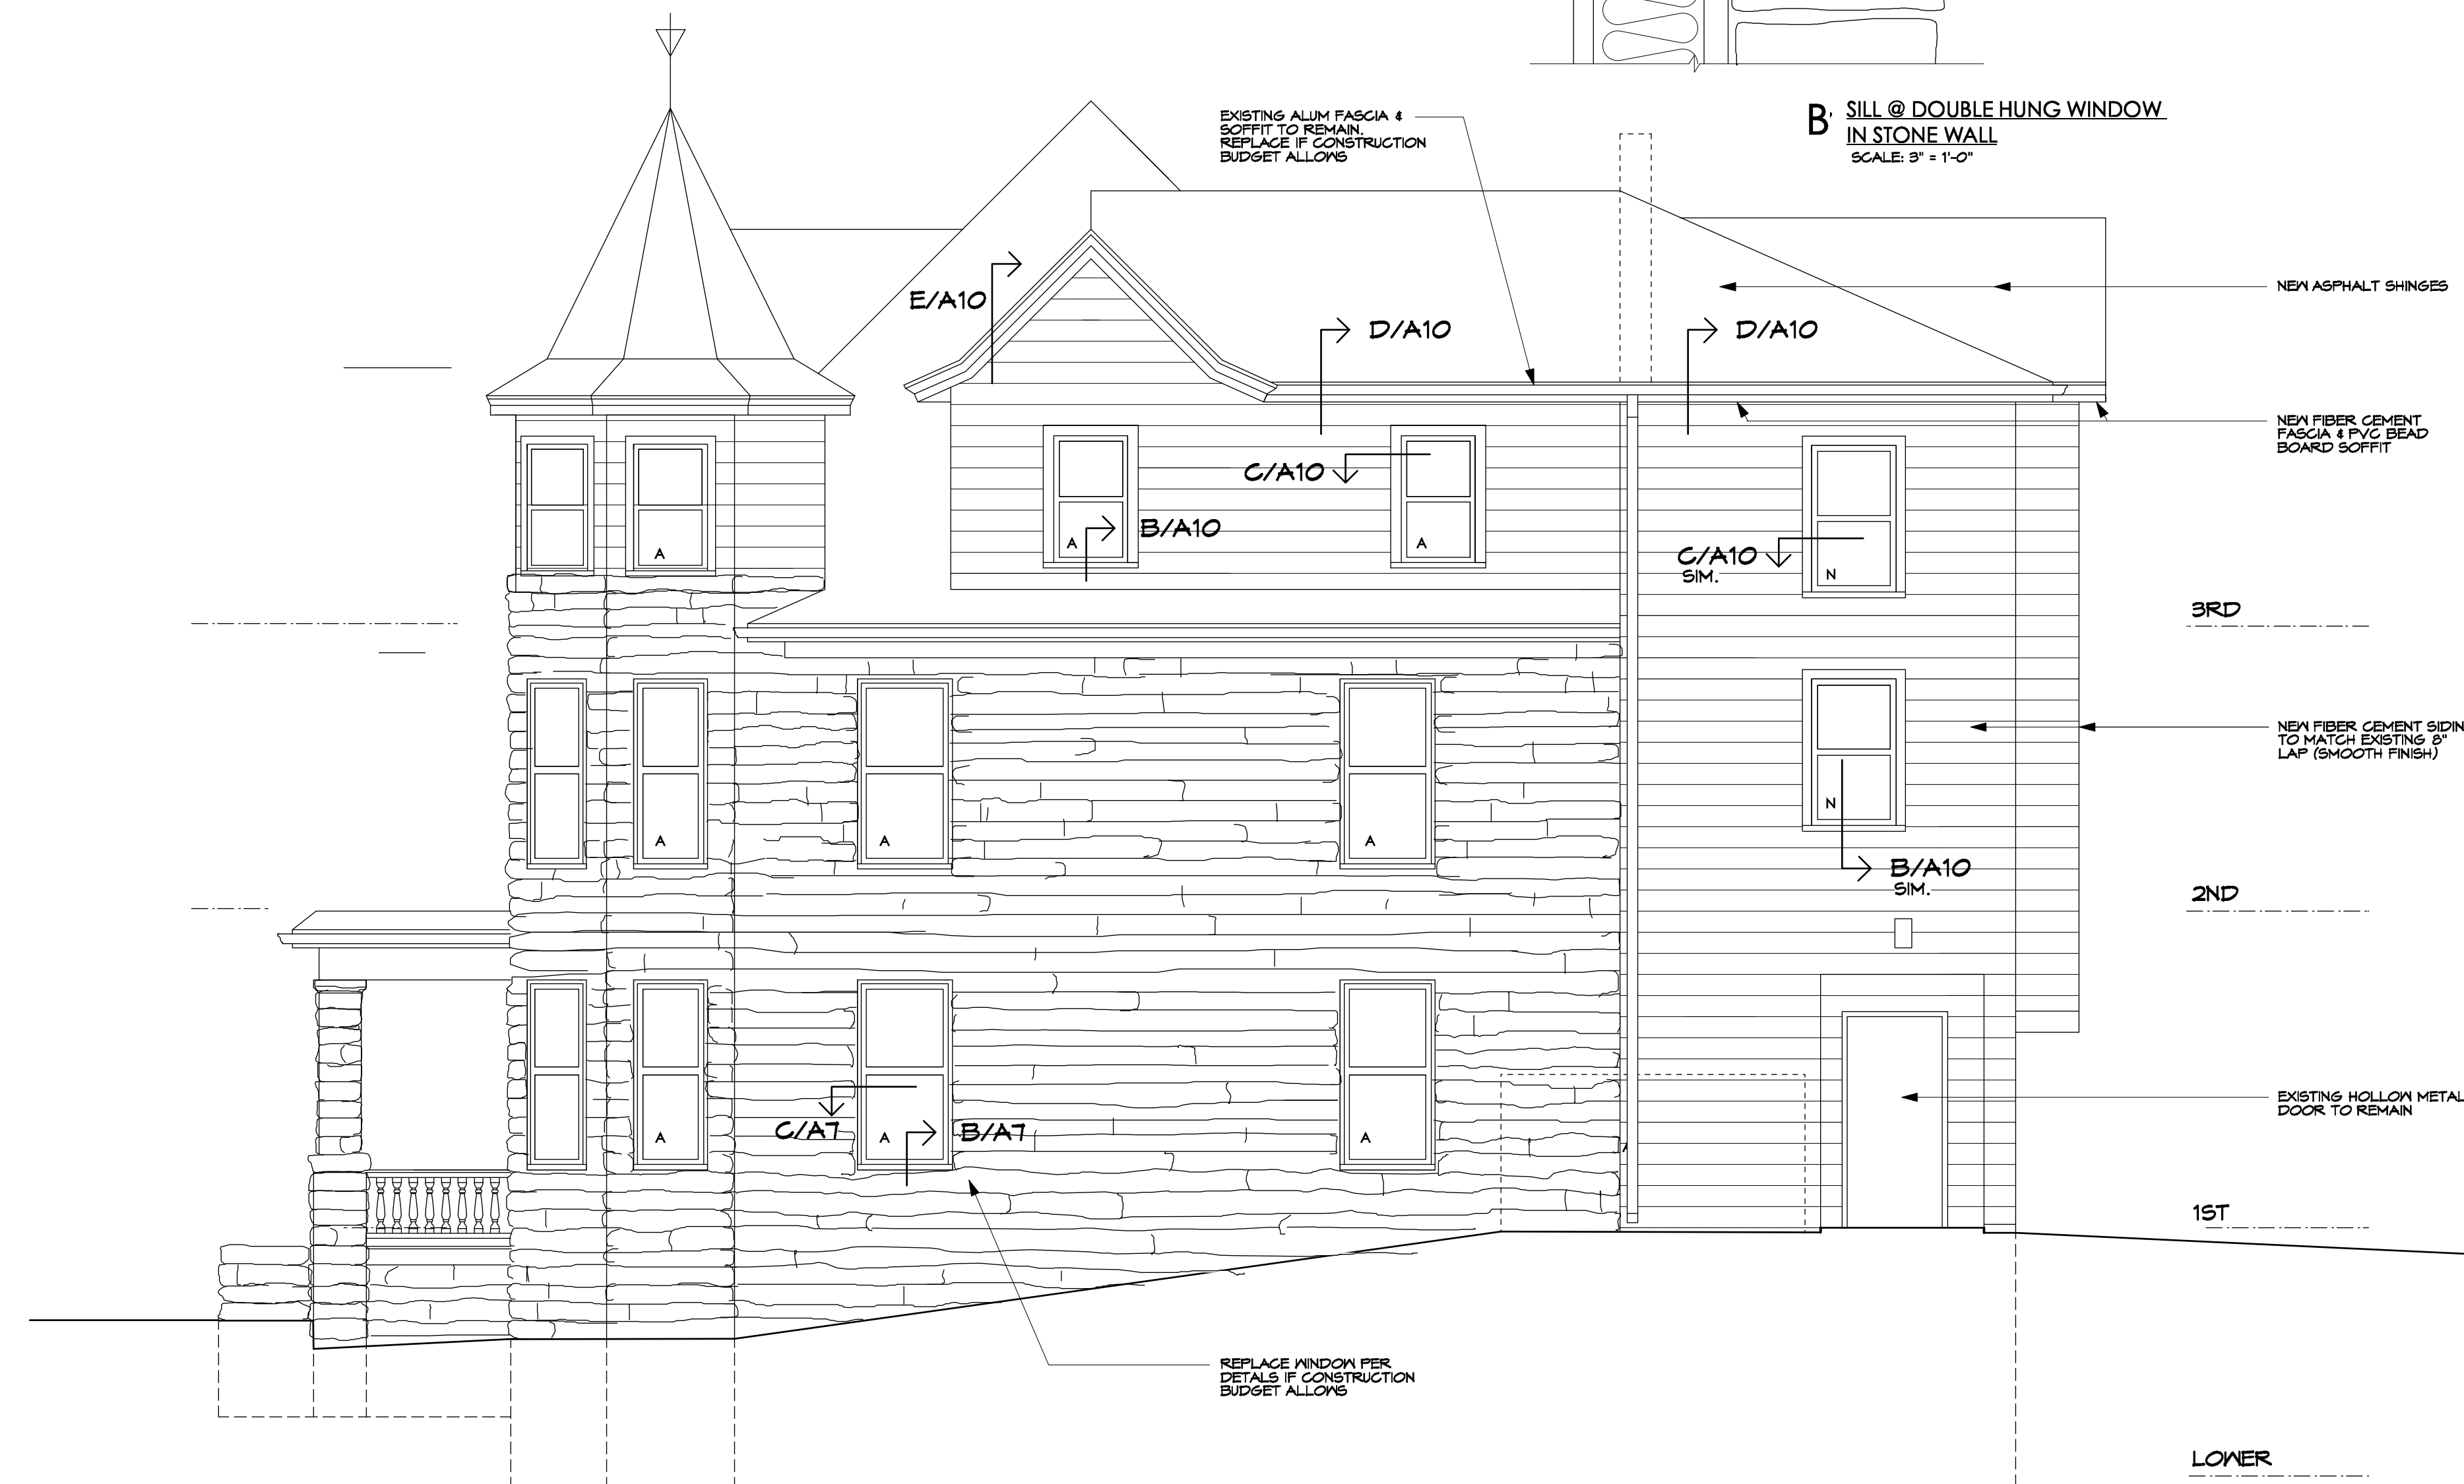 EXISTING ALUM FASCIA &
SOFFIT TO REMAIN.
REPLACE IF CONSTRUCTION
BUDGET ALLOWS
B
SILL @ DOUBLE HUNG WINDOW
IN STONE WALL
SCALE: 3" = 1'-0"
E/A10
D/A10
D/A10
NEW ASPHALT SHINGES
NEW FIBER CEMENT
FASCIA & PVC BEAD
BOARD SOFFIT
C/A10
B/A10
A
A
A
C/A10
SIM.
N
3RD
NEW FIBER CEMENT SIDIN
TO MATCH EXISTING 8"
LAP (SMOOTH FINISH)
N
A
A
A
B/A10
SIM.
2ND
EXISTING HOLLOW METAL
DOOR TO REMAIN
C/A7
B/A7
A
A
A
1ST
REPLACE WINDOW PER
DETALS IF CONSTRUCTION
BUDGET ALLOWS
LOWER